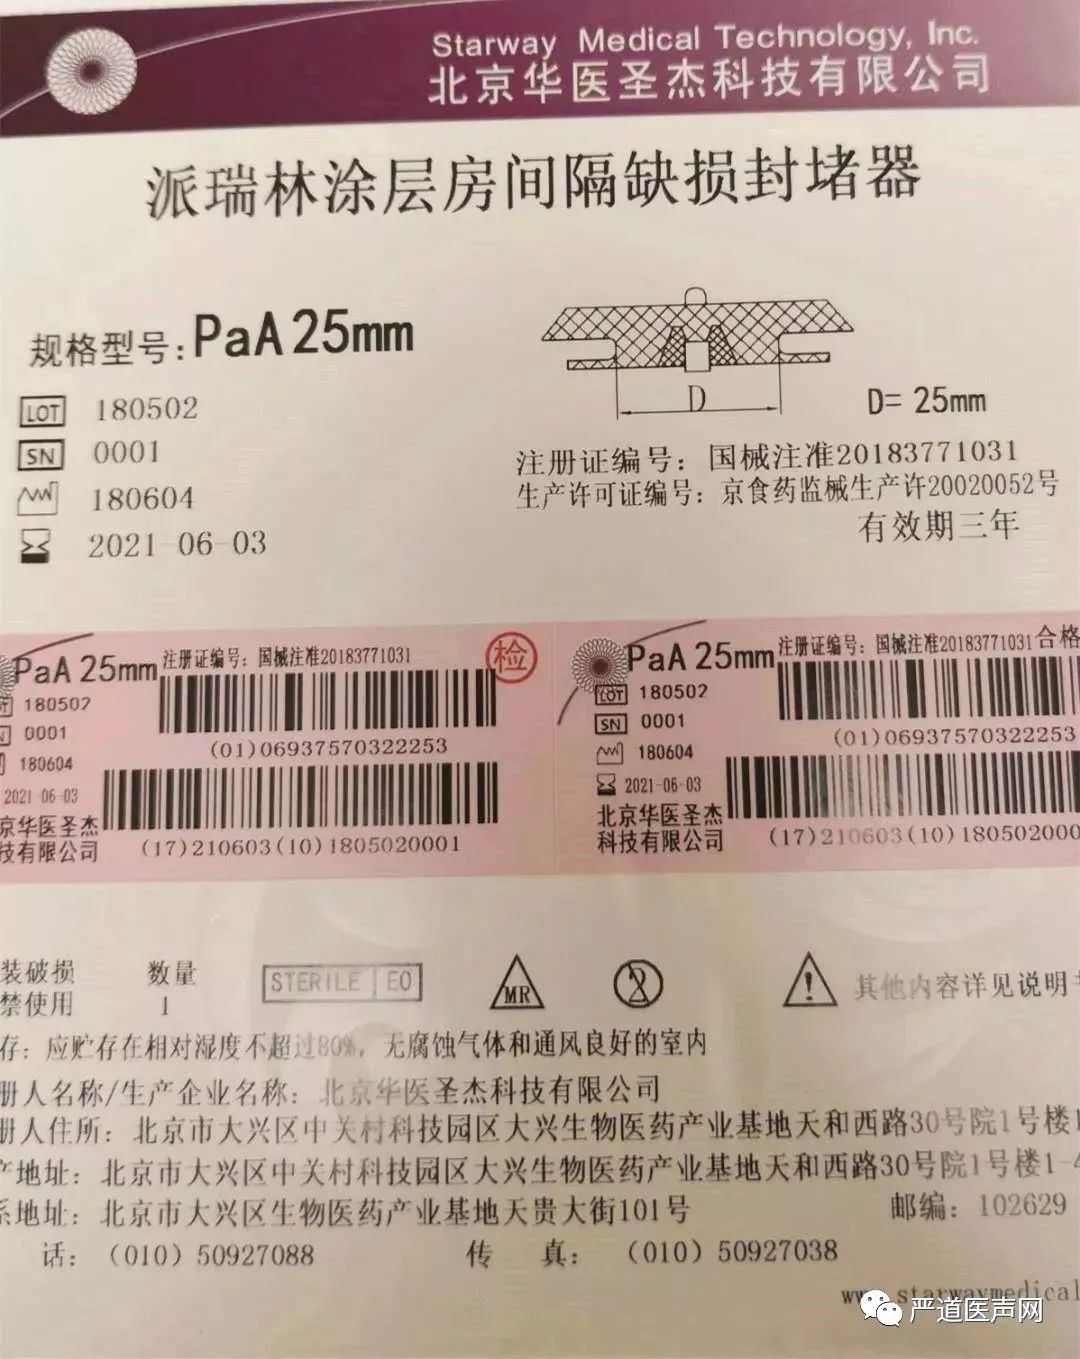 Starway Medical Technology, Inc.
北京华医圣杰科技有限公司
派瑞林涂层房间隔缺损封堵器
规格型号:PaA25mm
LOT 180502
SN 0001
180604
2021-06-03
D
D= 25mm
注册证编号：国械注准20183771031
生产许可证编号：京食药监械生产许20020052号
有效期三年
PaA 25mm 注册证编号：国械注准20183771031 检
180502
0001
180604
2021-06-03
(01)06937570322253
京华医圣杰
技有限公司
(17)210603(10)1805020001
PaA 25mm 注册证编号：国械注准20183771031 合格
LOT 180502
SN 0001
180604
2021-06-03
(01)06937570322253
北京华医圣杰
科技有限公司
(17)210603(10)180502000
装破损 数量 STERILE EO MR 2 ! 其他内容详见说明
禁使用 1
存：应贮存在相对湿度不超过80%，无腐蚀气体和通风良好的室内
册人名称/生产企业名称：北京华医圣杰科技有限公司
册人住所：北京市大兴区中关村科技园区大兴生物医药产业基地天和西路30号院1号楼1
产地址：北京市大兴区中关村科技园区大兴生物医药产业基地天和西路30号院1号楼1-4
系地址：北京市大兴区生物医药产业基地天贵大街101号 邮编：102629
话：（010）50927088 传 真：（010）50927038
www.starwaymedical
严道医声网